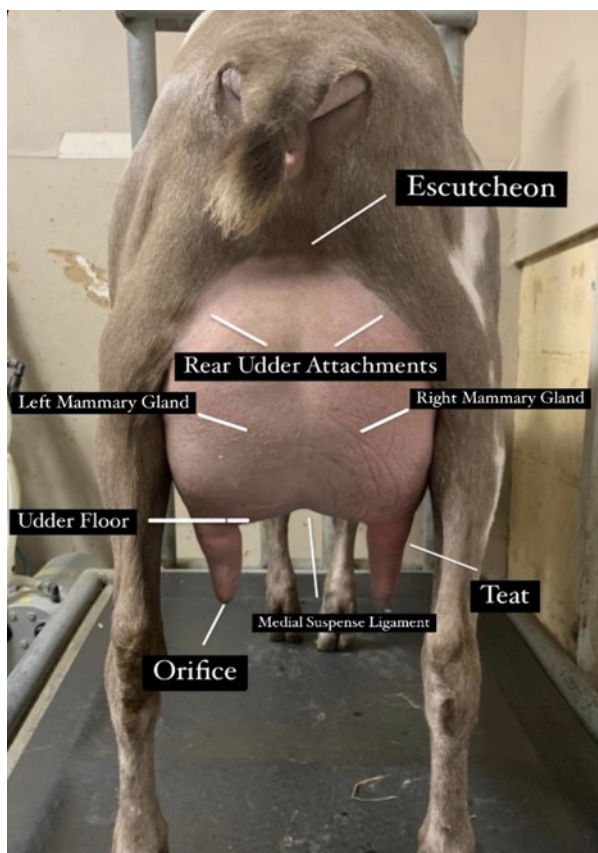 Escutcheon
Rear Udder Attachments
Left Mammary Gland
Right Mammary Gland
Udder Floor
Teat
Medial Suspense Ligament
Orifice